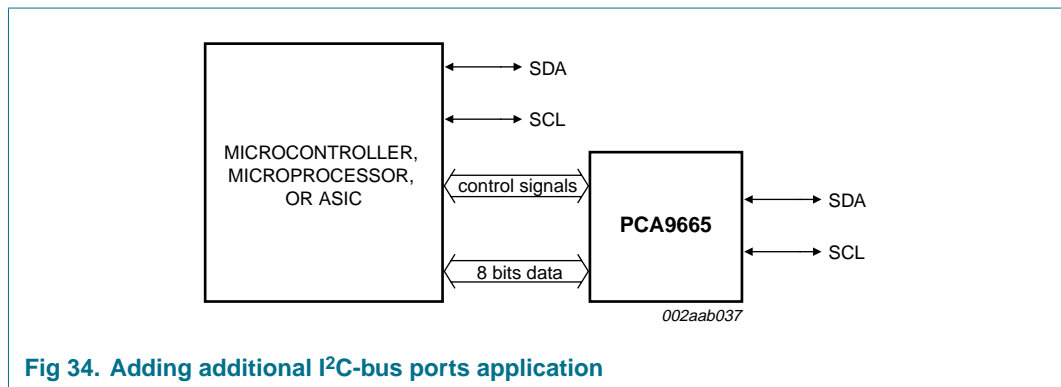 SDA
SCL
MICROCONTROLLER,
MICROPROCESSOR,
OR ASIC
control signals
8 bits data
PCA9665
SDA
SCL
002aab037
Fig 34. Adding additional I²C-bus ports application